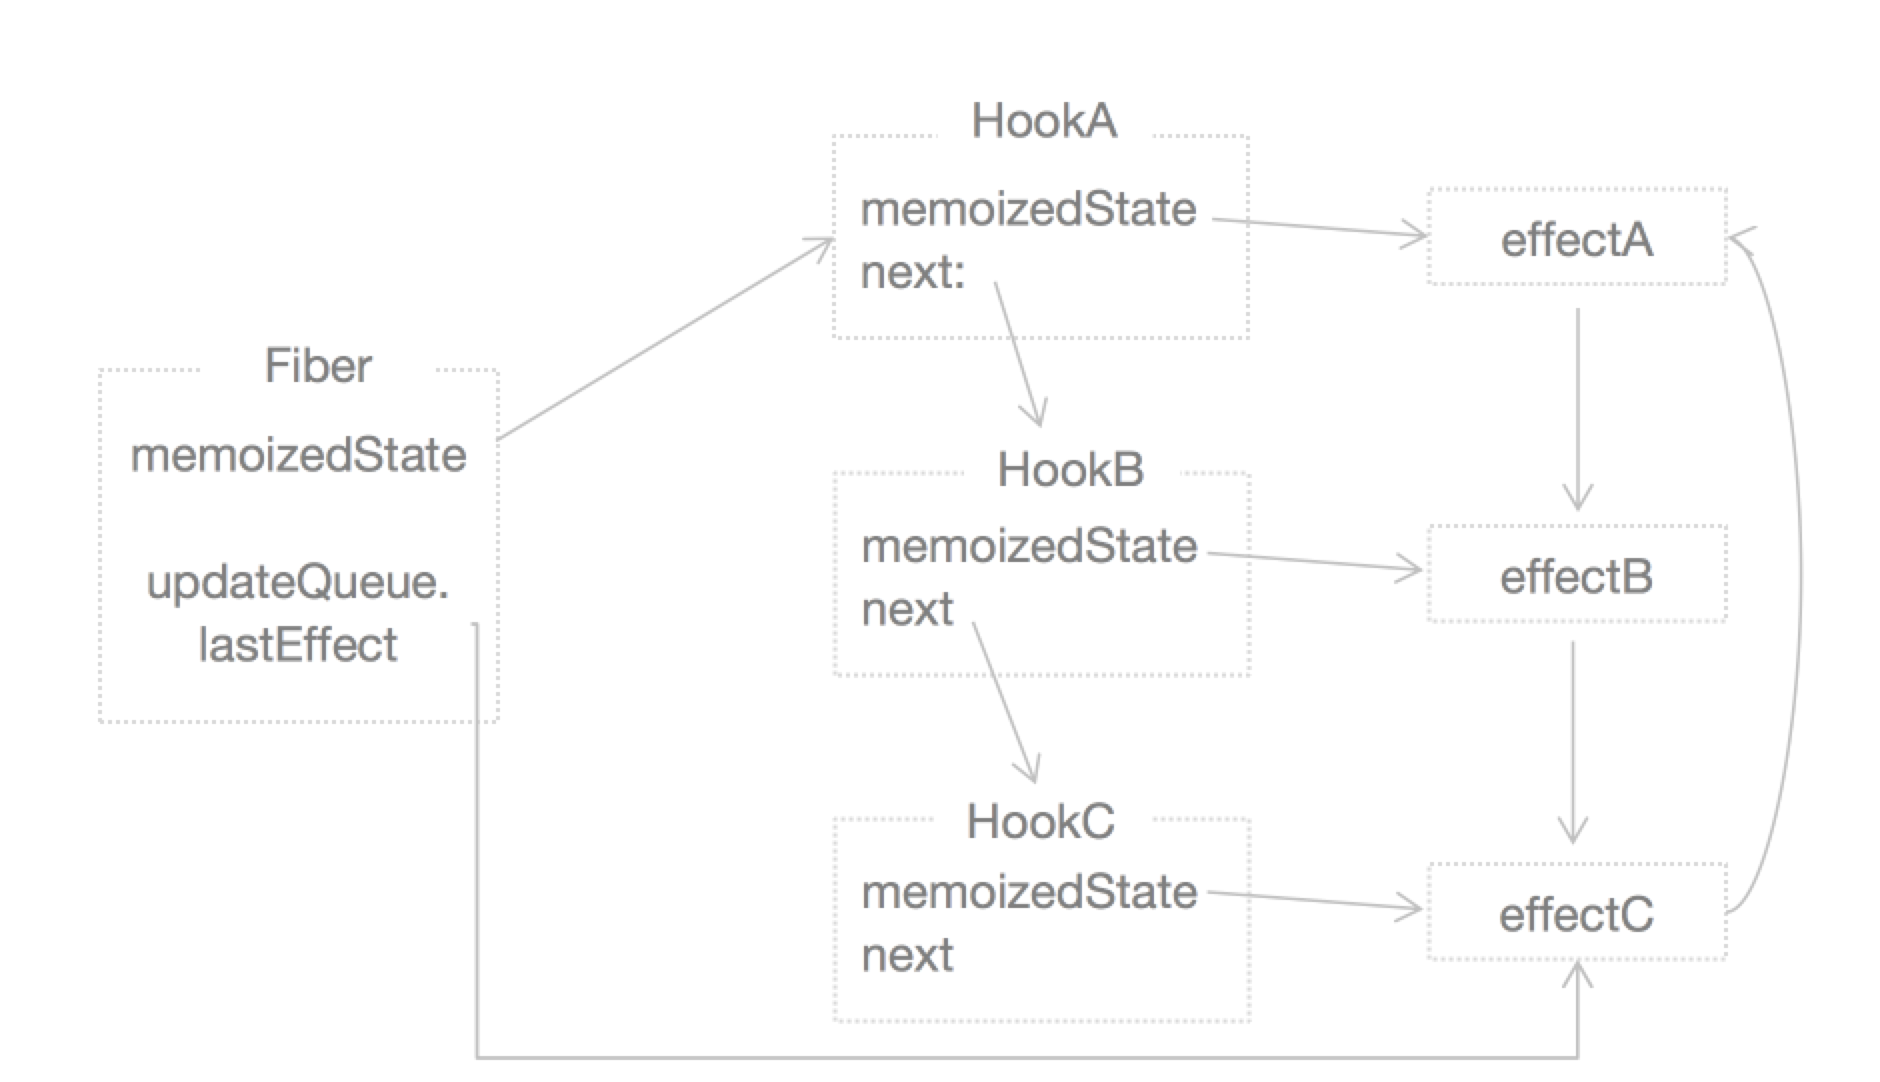 HookA
memoizedState
next:
effectA
Fiber
memoizedState
updateQueue.
lastEffect
HookB
memoizedState
next
effectB
HookC
memoizedState
next
effectC